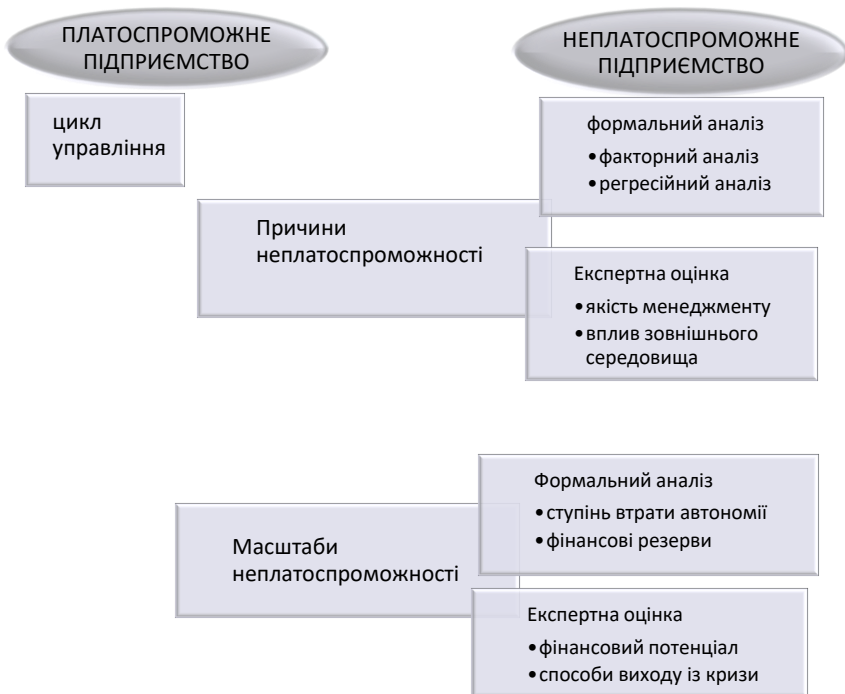 ПЛАТОСПРОМОЖНЕ
ПІДПРИЄМСТВО
НЕПЛАТОСПРОМОЖНЕ
ПІДПРИЄМСТВО
цикл
управління
Причини
неплатоспроможності
формальний аналіз
•факторний аналіз
•регресійний аналіз
Експертна оцінка
•якість менеджменту
•вплив зовнішнього
середовища
Масштаби
неплатоспроможності
Формальний аналіз
•ступінь втрати автономії
•фінансові резерви
Експертна оцінка
•фінансовий потенціал
•способи виходу із кризи